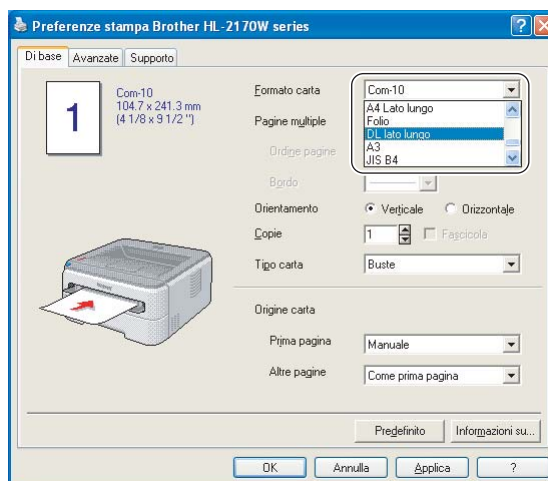 Preferenze stampa Brother HL-2170W series
Di base Avanzate Supporto
1
Com-10
104.7 x 241.3 mm
(4 1/8 x 9 1/2 ")
Formato carta Com-10
A4 Lato lungo
Folio
DL lato lungo
A3
JIS B4
Pagine multiple
Ordine pagine
Bordo
Orientamento Verticale Orizzontale
Copie 1 Fascicola
Tipo carta Buste
Origine carta
Prima pagina Manuale
Altre pagine Come prima pagina
Predefinito Informazioni su...
OK Annulla Applica ?